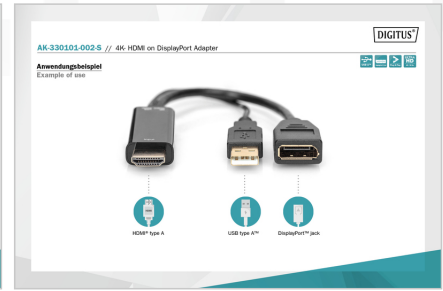 DIGITUS®
AK-330101-002-S // 4K- HDMI on DisplayPort Adapter
Anwendungsbeispiel
Example of use
HDMI® type A
USB type A™
DisplayPort™ jack